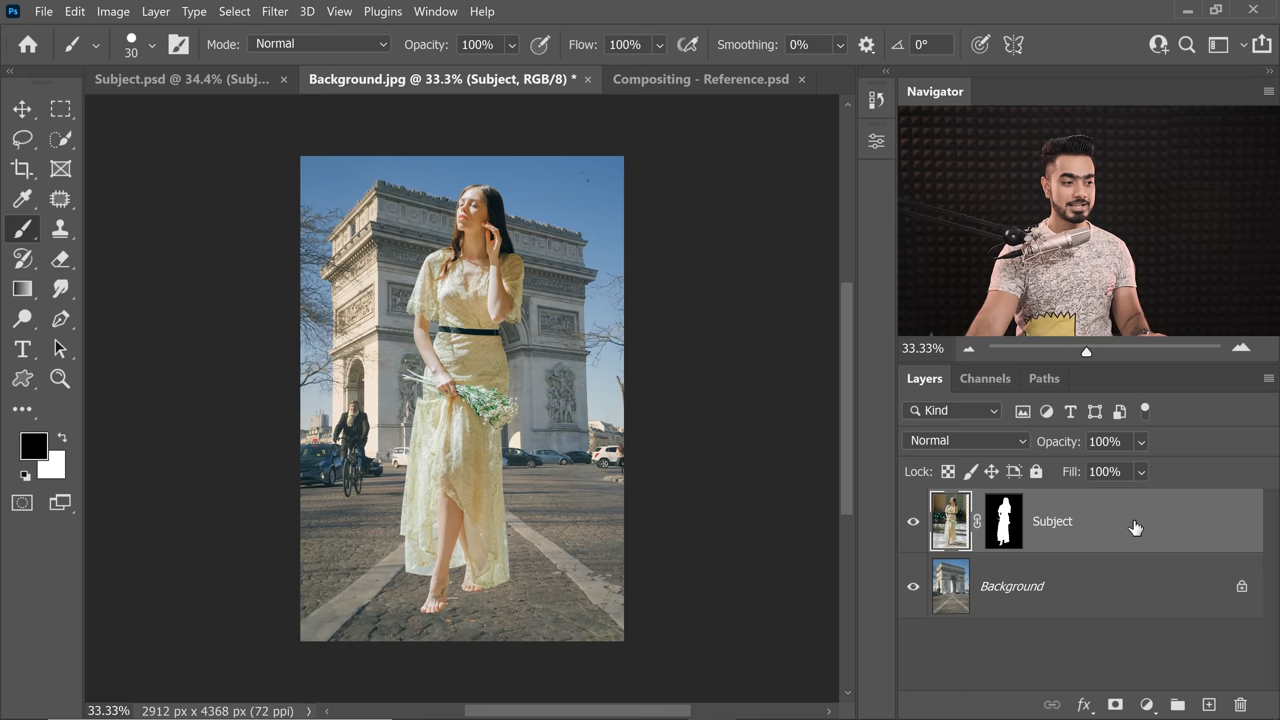 Ps File Edit Image Layer Type Select Filter 3D View Plugins Window Help
30 Mode: Normal Opacity: 100% Flow: 100% Smoothing: 0% 0°
Subject.psd @ 34.4% (Subj... × Background.jpg @ 33.3% (Subject, RGB/8) * × Compositing - Reference.psd ×
Navigator
33.33%
Layers Channels Paths
Kind
Normal Opacity: 100%
Lock: Fill: 100%
Subject
Background
33.33% 2912 px x 4368 px (72 ppi)